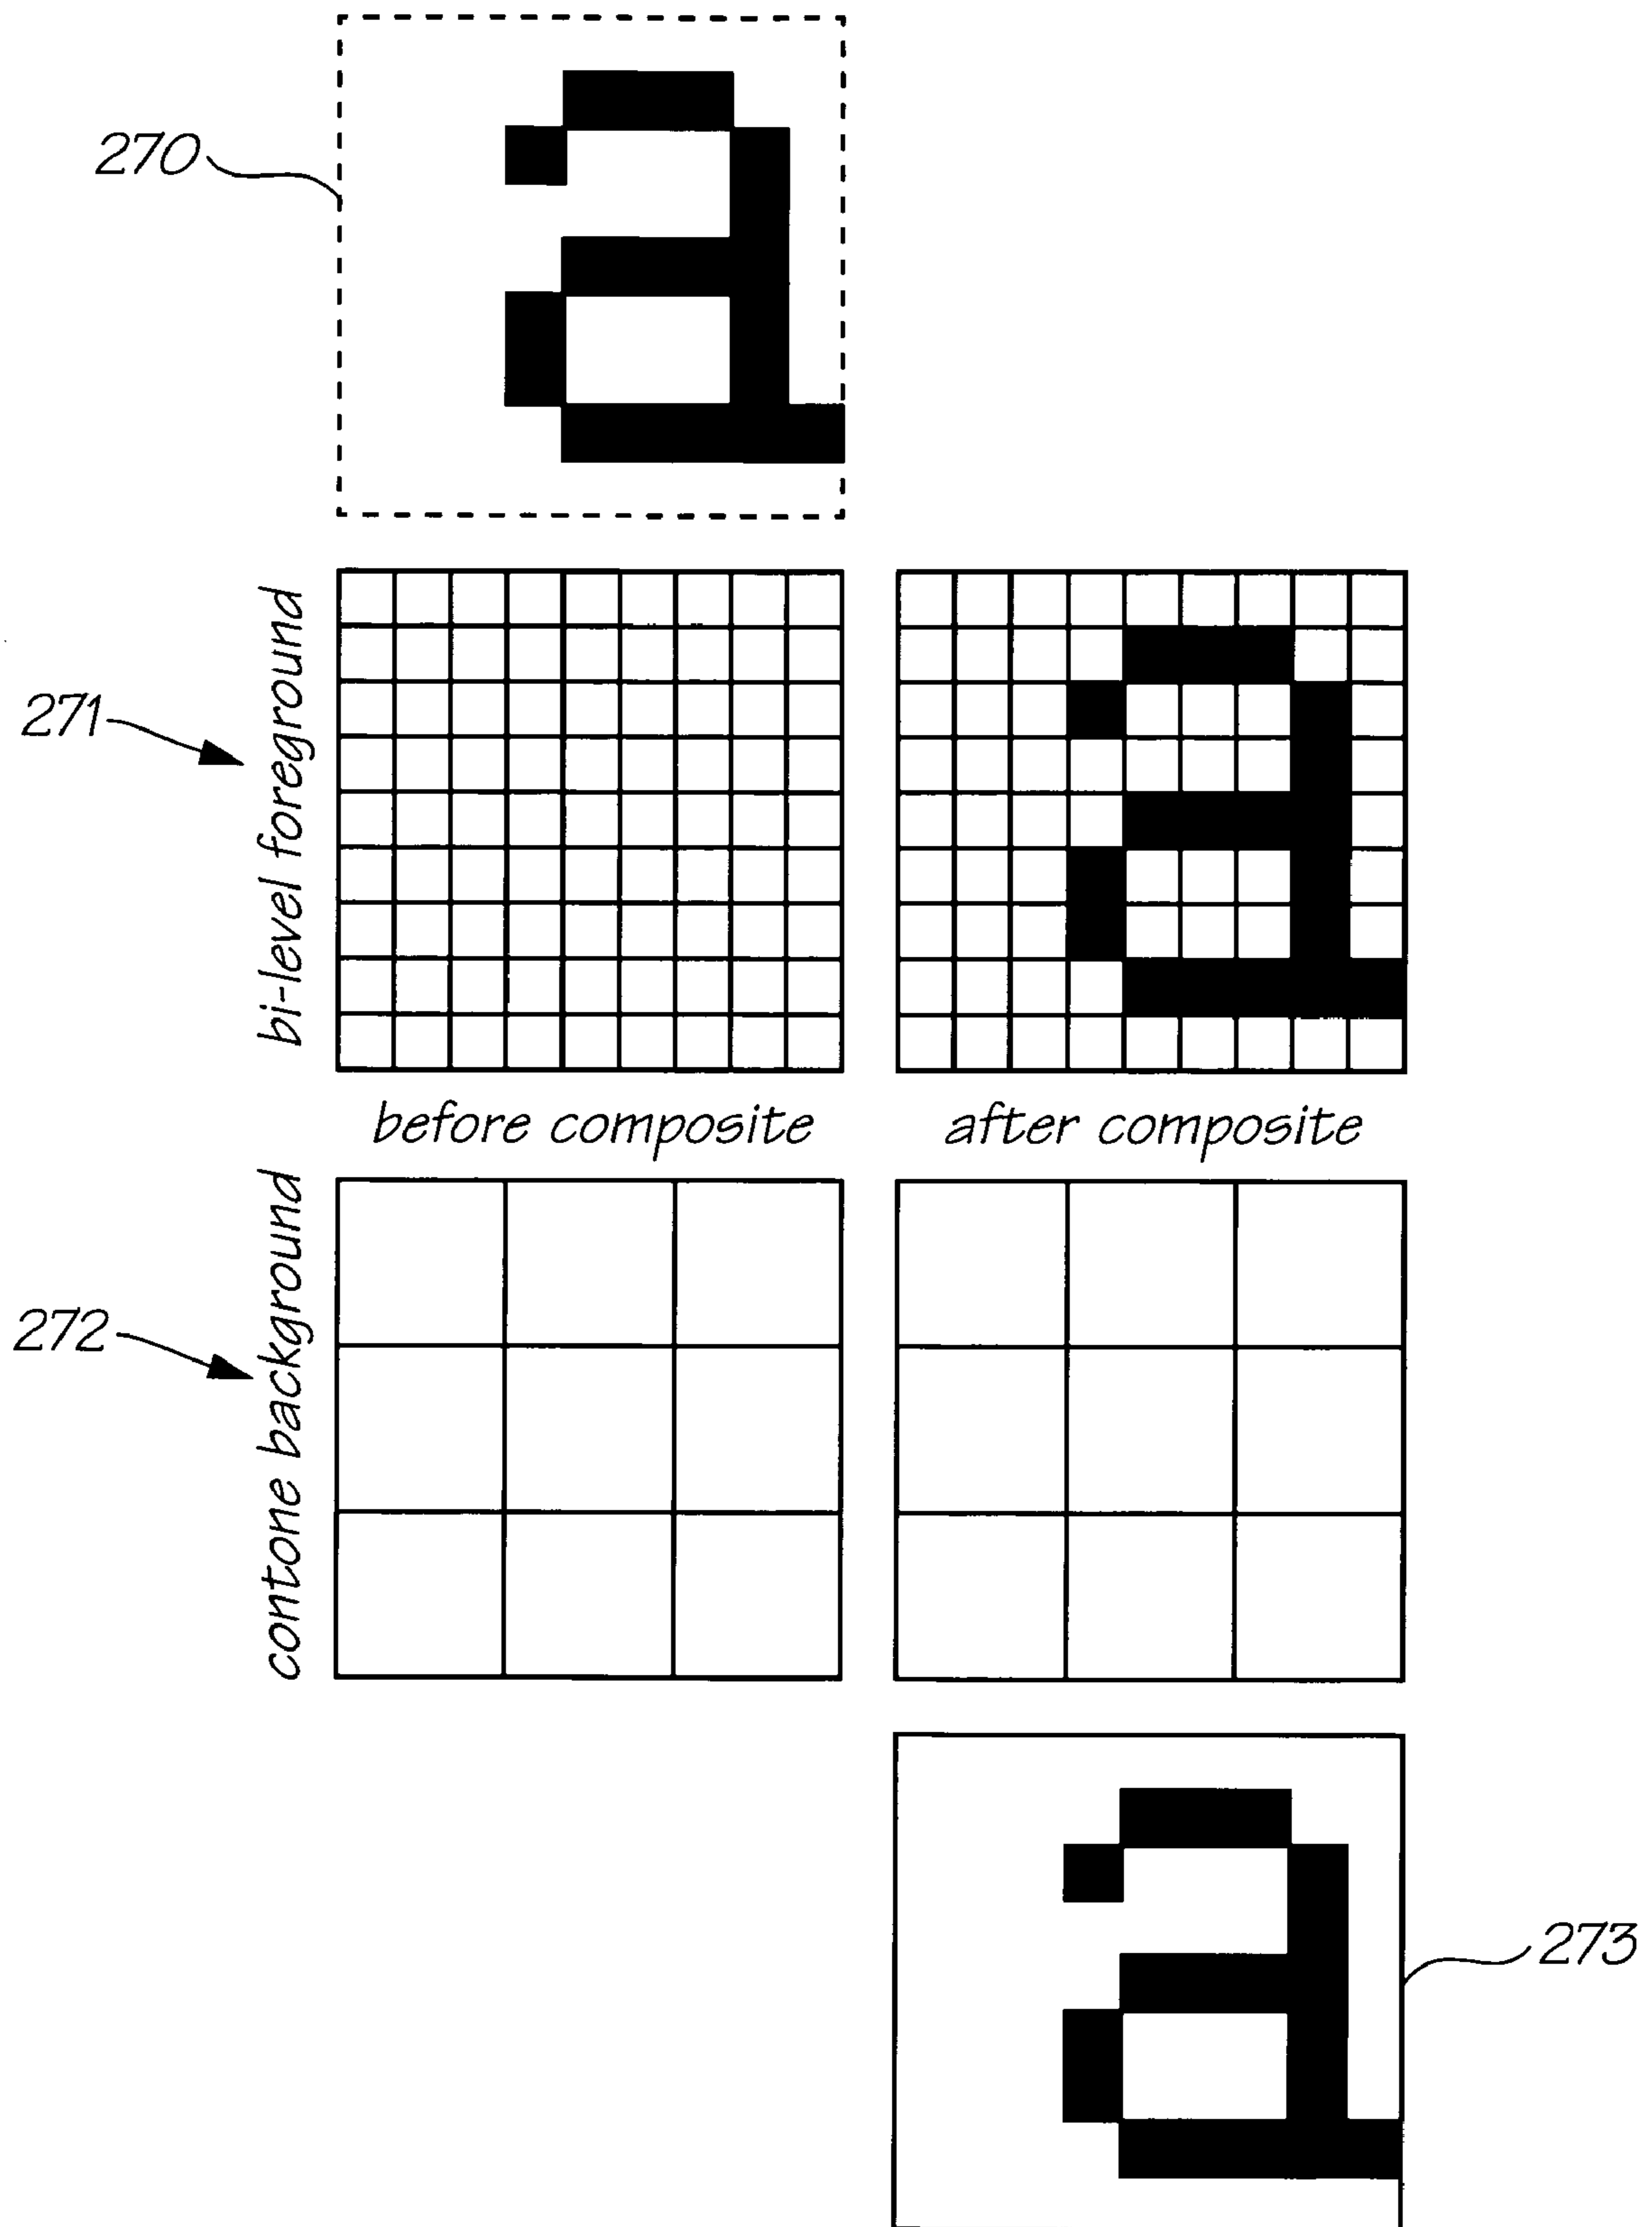 270
a
271
bi-level foreground
a
before composite
after composite
272
contone background
a
273